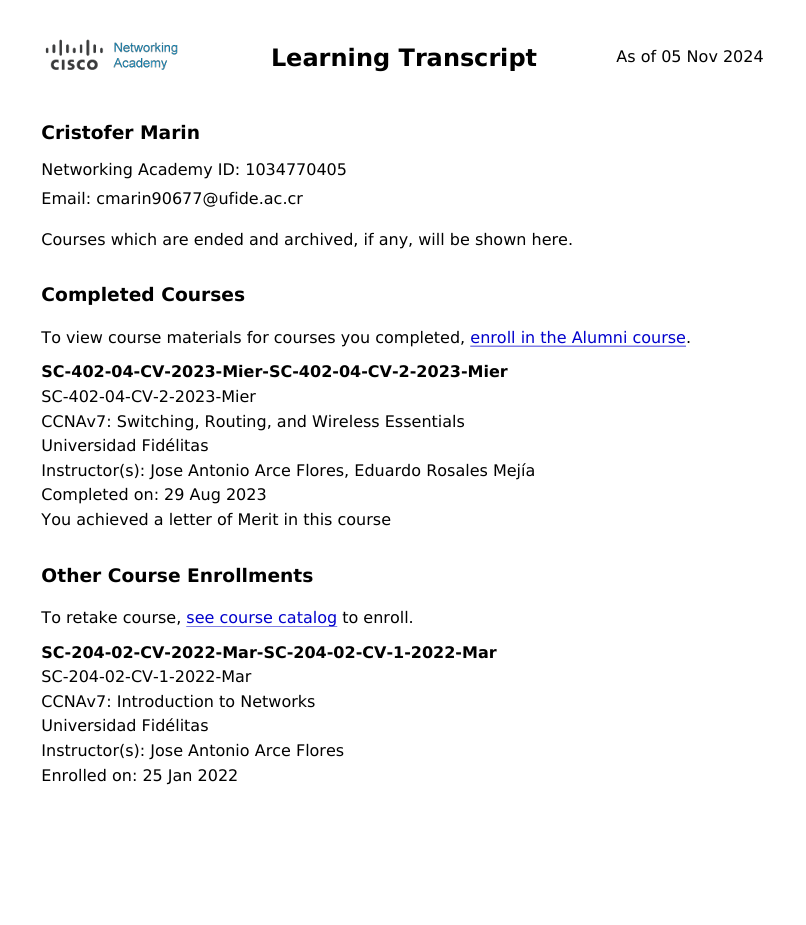 CISCO Networking Academy
Learning Transcript
As of 05 Nov 2024
Cristofer Marin
Networking Academy ID: 1034770405
Email: cmarin90677@ufide.ac.cr
Courses which are ended and archived, if any, will be shown here.
Completed Courses
To view course materials for courses you completed, enroll in the Alumni course.
SC-402-04-CV-2023-Mier-SC-402-04-CV-2-2023-Mier
SC-402-04-CV-2-2023-Mier
CCNAv7: Switching, Routing, and Wireless Essentials
Universidad Fidélitas
Instructor(s): Jose Antonio Arce Flores, Eduardo Rosales Mejía
Completed on: 29 Aug 2023
You achieved a letter of Merit in this course
Other Course Enrollments
To retake course, see course catalog to enroll.
SC-204-02-CV-2022-Mar-SC-204-02-CV-1-2022-Mar
SC-204-02-CV-1-2022-Mar
CCNAv7: Introduction to Networks
Universidad Fidélitas
Instructor(s): Jose Antonio Arce Flores
Enrolled on: 25 Jan 2022